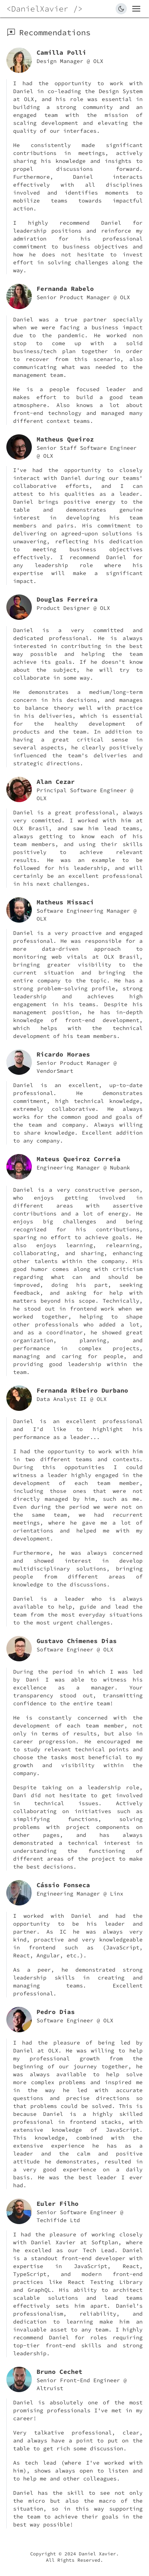 <DanielXavier />
Recommendations
Camilla Polli
Design Manager @ OLX
I had the opportunity to work with
Daniel in co-leading the Design System
at OLX, and his role was essential in
building a strong community and an
engaged team with the mission of
scaling development and elevating the
quality of our interfaces.
He consistently made significant
contributions in meetings, actively
sharing his knowledge and insights to
propel discussions forward.
Furthermore, Daniel interacts
effectively with all disciplines
involved and identifies moments to
mobilize teams towards impactful
action.
I highly recommend Daniel for
leadership positions and reinforce my
admiration for his professional
commitment to business objectives and
how he does not hesitate to invest
effort in solving challenges along the
way.
Fernanda Rabelo
Senior Product Manager @ OLX
Daniel was a true partner specially
when we were facing a business impact
due to the pandemic. He worked non
stop to come up with a solid
business/tech plan together in order
to recover from this scenario, also
communicating what was needed to the
management team.
He is a people focused leader and
makes effort to build a good team
atmosphere. Also knows a lot about
front-end technology and managed many
different context teams.
Matheus Queiroz
Senior Staff Software Engineer
@ OLX
I've had the opportunity to closely
interact with Daniel during our teams'
collaborative efforts, and I can
attest to his qualities as a leader.
Daniel brings positive energy to the
table and demonstrates genuine
interest in developing his team
members and pairs. His commitment to
delivering on agreed-upon solutions is
unwavering, reflecting his dedication
to meeting business objectives
effectively. I recommend Daniel for
any leadership role where his
expertise will make a significant
impact.
Douglas Ferreira
Product Designer @ OLX
Daniel is a very committed and
dedicated professional. He is always
interested in contributing in the best
way possible and helping the team
achieve its goals. If he doesn't know
about the subject, he will try to
collaborate in some way.
He demonstrates a medium/long-term
concern in his decisions, and manages
to balance theory well with practice
in his deliveries, which is essential
for the healthy development of
products and the team. In addition to
having a great critical sense in
several aspects, he clearly positively
influenced the team's deliveries and
strategic directions.
Alan Cezar
Principal Software Engineer @
OLX
Daniel is a great professional, always
very committed. I worked with him at
OLX Brasil, and saw him lead teams,
always getting to know each of his
team members, and using their skills
positively to achieve relevant
results. He was an example to be
followed for his leadership, and will
certainly be an excellent professional
in his next challenges.
Matheus Missaci
Software Engineering Manager @
OLX
Daniel is a very proactive and engaged
professional. He was responsible for a
more data-driven approach to
monitoring web vitals at OLX Brasil,
bringing greater visibility to the
current situation and bringing the
entire company to the topic. He has a
strong problem-solving profile, strong
leadership and achieves high
engagement in his teams. Despite his
management position, he has in-depth
knowledge of front-end development,
which helps with the technical
development of his team members.
Ricardo Moraes
Senior Product Manager @
VendorSmart
Daniel is an excellent, up-to-date
professional. He demonstrates
commitment, high technical knowledge,
extremely collaborative. He always
works for the common good and goals of
the team and company. Always willing
to share knowledge. Excellent addition
to any company.
Mateus Queiroz Correia
Engineering Manager @ Nubank
Daniel is a very constructive person,
who enjoys getting involved in
different areas with assertive
contributions and a lot of energy. He
enjoys big challenges and being
recognized for his contributions,
sparing no effort to achieve goals. He
also enjoys learning, relearning,
collaborating, and sharing, enhancing
other talents within the company. His
good humor comes along with criticism
regarding what can and should be
improved, doing his part, seeking
feedback, and asking for help with
matters beyond his scope. Technically,
he stood out in frontend work when we
worked together, helping to shape
other professionals who added a lot,
and as a coordinator, he showed great
organization, planning, and
performance in complex projects,
managing and caring for people, and
providing good leadership within the
team.
Fernanda Ribeiro Durbano
Data Analyst II @ OLX
Daniel is an excellent professional
and I'd like to highlight his
performance as a leader...
I had the opportunity to work with him
in two different teams and contexts.
During this opportunities I could
witness a leader highly engaged in the
development of each team member,
including those ones that were not
directly managed by him, such as me.
Even during the period we were not on
the same team, we had recurrent
meetings, where he gave me a lot of
orientations and helped me with my
development.
Furthermore, he was always concerned
and showed interest in develop
multidisciplinary solutions, bringing
people from different areas of
knowledge to the discussions.
Daniel is a leader who is always
available to help, guide and lead the
team from the most everyday situations
to the most urgent challenges.
Gustavo Chimenes Dias
Software Engineer @ OLX
During the period in which I was led
by Dani I was able to witness his
excellence as a manager. Your
transparency stood out, transmitting
confidence to the entire team!
He is constantly concerned with the
development of each team member, not
only in terms of results, but also in
career progression. He encouraged me
to study relevant technical points and
choose the tasks most beneficial to my
growth and visibility within the
company.
Despite taking on a leadership role,
Dani did not hesitate to get involved
in technical issues. Actively
collaborating on initiatives such as
simplifying functions, solving
problems with project components on
other pages, and has always
demonstrated a technical interest in
understanding the functioning of
different areas of the project to make
the best decisions.
Cássio Fonseca
Engineering Manager @ Linx
I worked with Daniel and had the
opportunity to be his leader and
partner. As IC He was always very
kind, proactive and very knowledgeable
in frontend such as (JavaScript,
React, Angular, etc.).
As a peer, he demonstrated strong
leadership skills in creating and
managing teams. Excellent
professional.
Pedro Dias
Software Engineer @ OLX
I had the pleasure of being led by
Daniel at OLX. He was willing to help
my professional growth from the
beginning of our journey together, he
was always available to help solve
more complex problems and inspired me
in the way he led with accurate
questions and precise directions so
that problems could be solved. This is
because Daniel is a highly skilled
professional in frontend stacks, with
extensive knowledge of JavaScript.
This knowledge, combined with the
extensive experience he has as a
leader and the calm and positive
attitude he demonstrates, resulted in
a very good experience on a daily
basis. He was the best leader I ever
had.
Euler Filho
Senior Software Engineer @
Techifide Ltd
I had the pleasure of working closely
with Daniel Xavier at Softplan, where
he excelled as our Tech Lead. Daniel
is a standout front-end developer with
expertise in JavaScript, React,
TypeScript, and modern front-end
practices like React Testing Library
and GraphQL. His ability to architect
scalable solutions and lead teams
effectively sets him apart. Daniel's
professionalism, reliability, and
dedication to learning make him an
invaluable asset to any team. I highly
recommend Daniel for roles requiring
top-tier front-end skills and strong
leadership.
Bruno Cechet
Senior Front-End Engineer @
Altruist
Daniel is absolutely one of the most
promising professionals I've met in my
career!
Very talkative professional, clear,
and always have a point to put on the
table to get rich some discussion.
As tech lead (where I've worked with
him), shows always open to listen and
to help me and other colleagues.
Daniel has the skill to see not only
the micro but also the macro of the
situation, so in this way supporting
the team to achieve their goals in the
best way possible!
Copyright © 2024 Daniel Xavier.
All Rights Reserved.